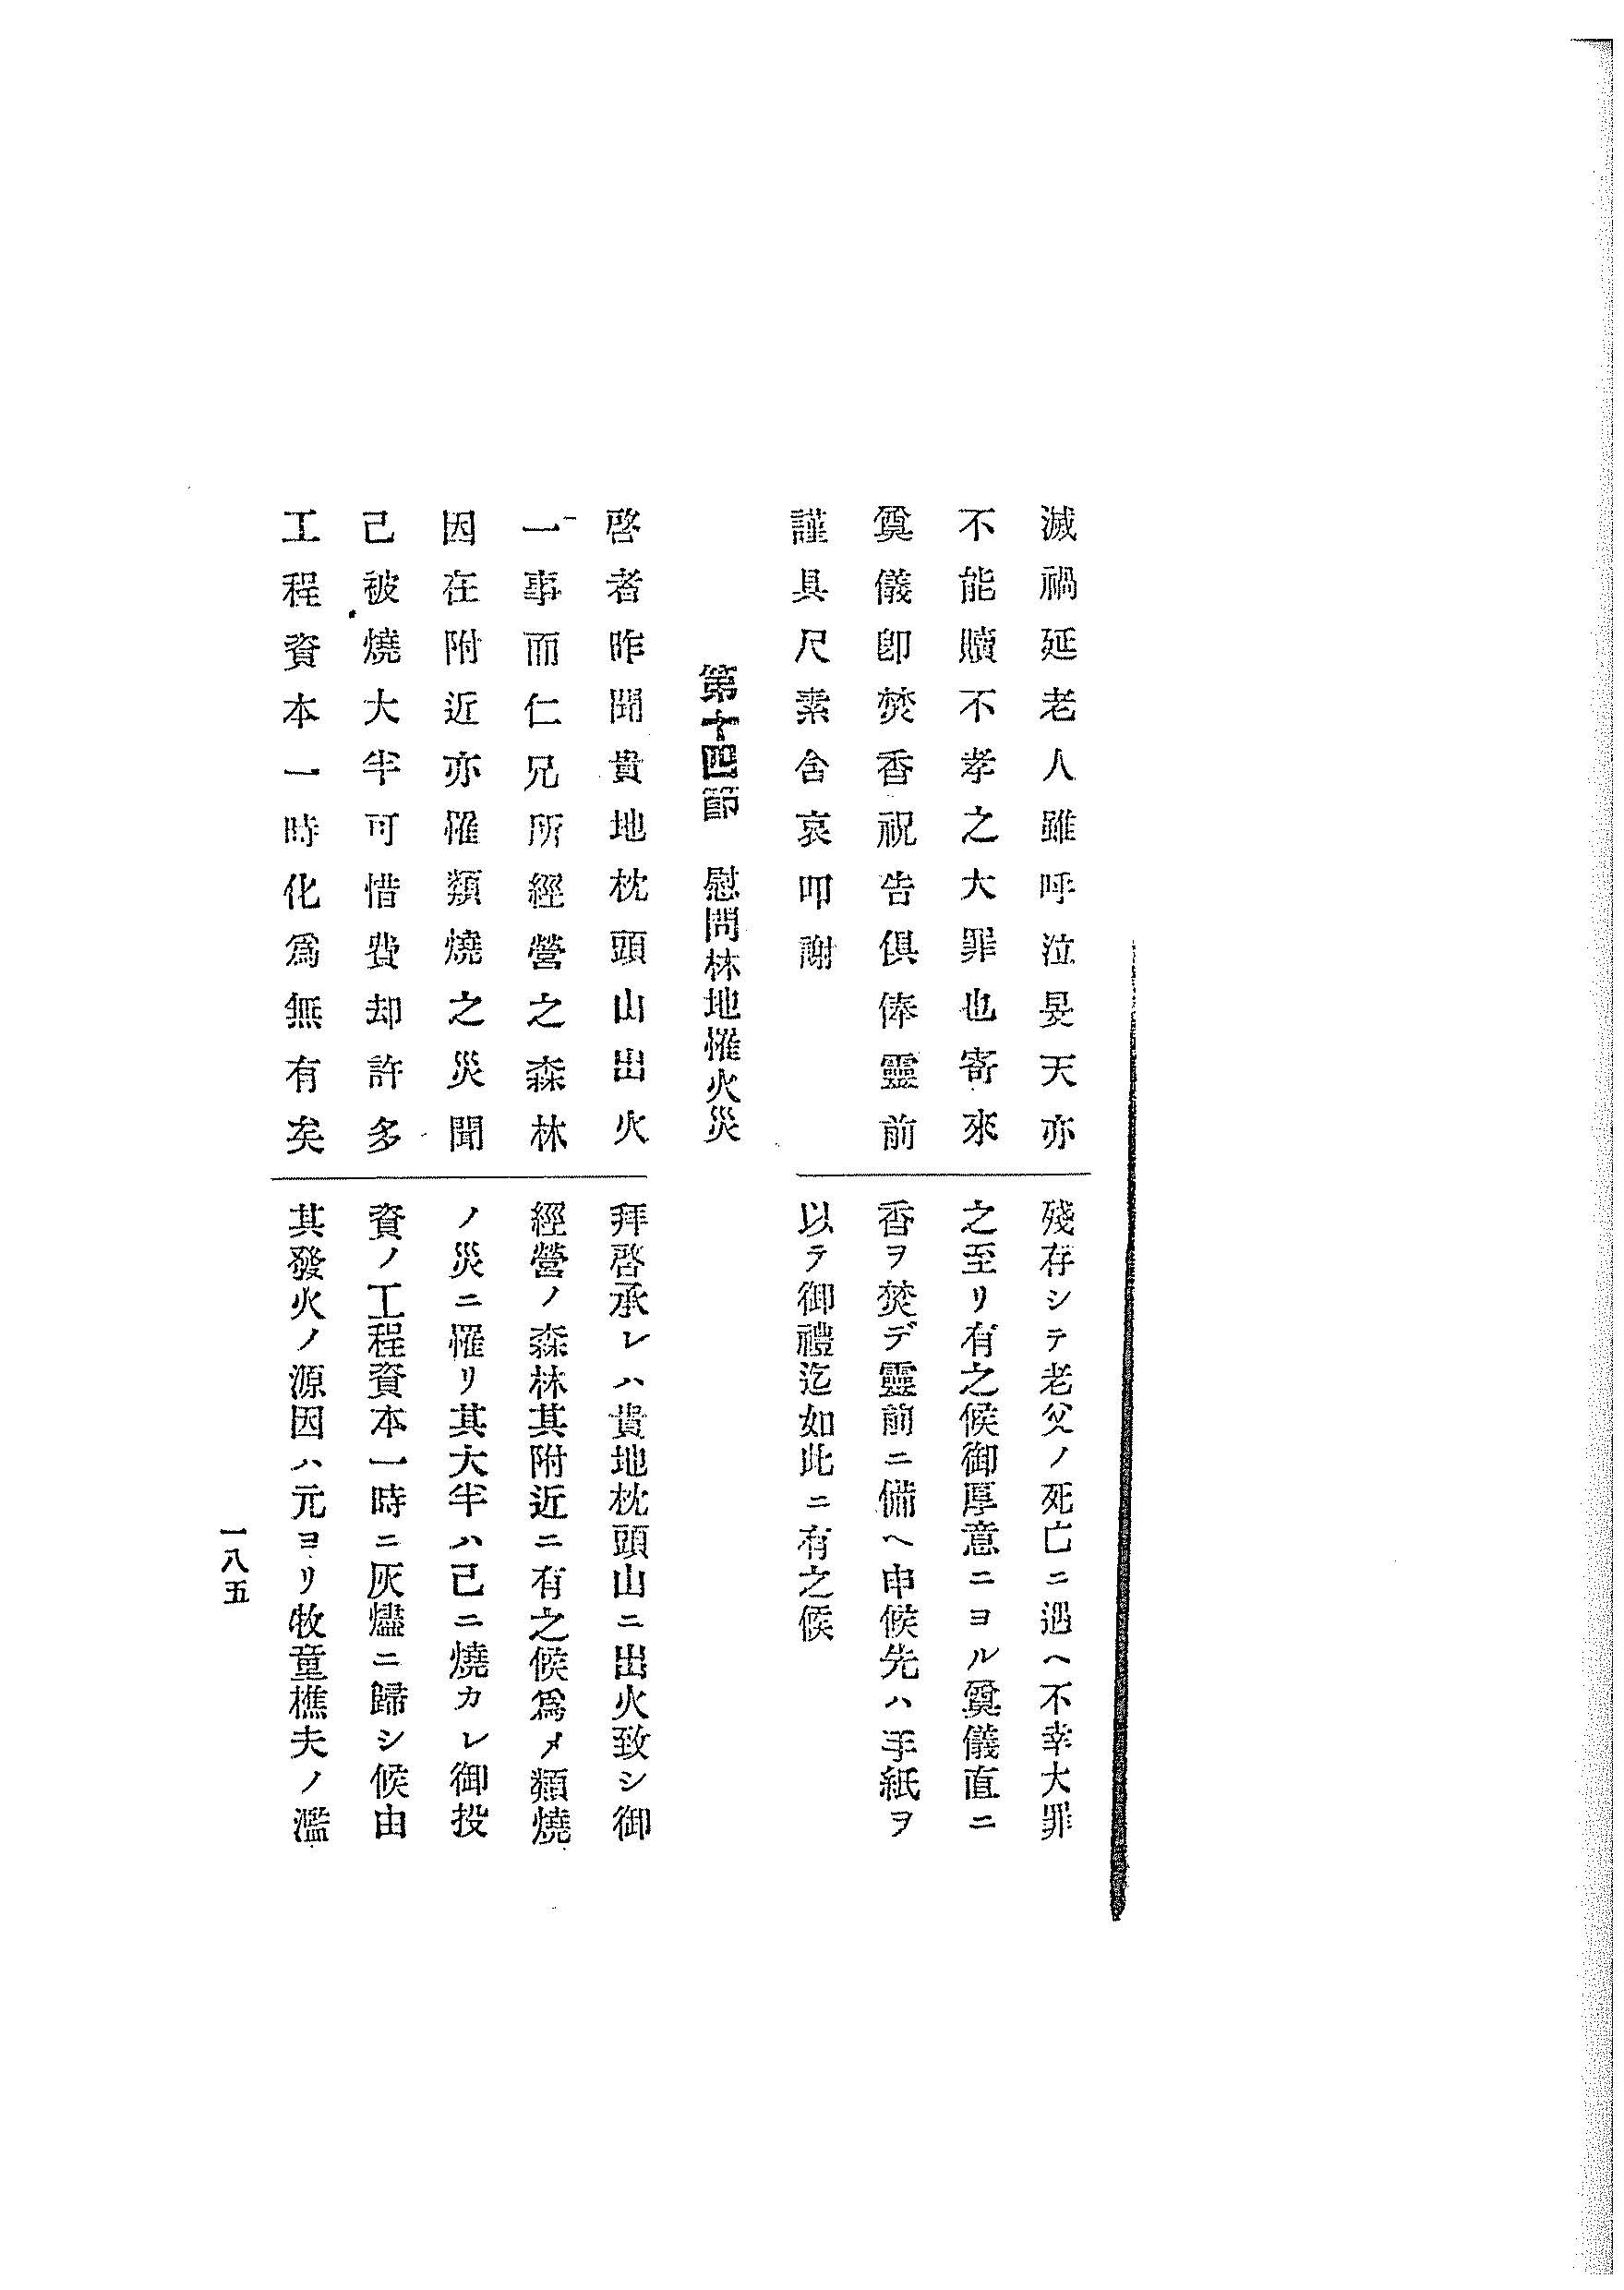 滅禍延老人雖呼泣旻天亦
不能贖不孝之大罪也寄來
奠儀卽焚香祝告俱俸靈前
謹具尺素含哀叩謝
殘存シテ老父ノ死亡ニ遇ヘ不幸大罪
之至リ有之候御厚意ニヨル奠儀直ニ
香ヲ焚デ靈前ニ備ヘ申候先ハ手紙ヲ
以テ御禮迄如此ニ有之候
第十四節 慰問林地罹火災
啓者昨聞貴地枕頭山出火
一事而仁兄所經營之森林
因在附近亦罹類燒之災聞
己被燒大半可惜費却許多
工程資本一時化爲無有矣
拜啓承レハ貴地枕頭山ニ出火致シ御
經營ノ森林其附近ニ有之候爲メ類燒
ノ災ニ罹リ其大半ハ己ニ燒カレ御投
資ノ工程資本一時ニ灰燼ニ歸シ候由
其發火ノ源因ハ元ヨリ牧童樵夫ノ濫
一八五